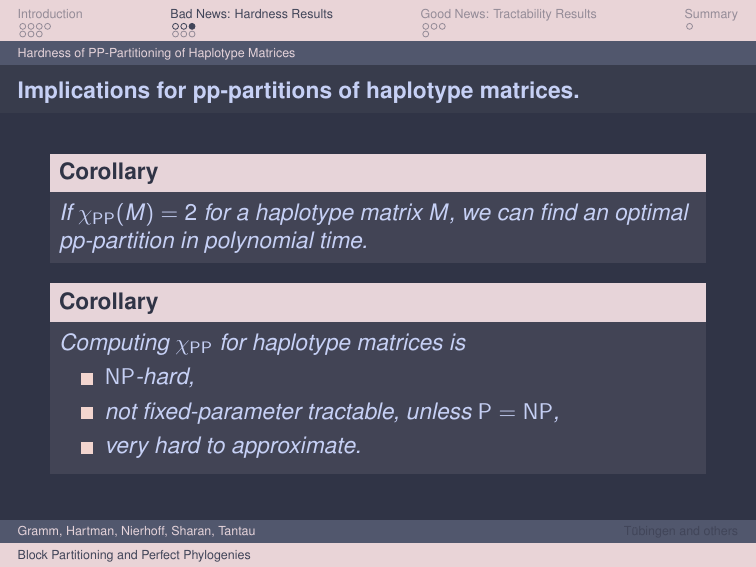 Introduction Bad News: Hardness Results Good News: Tractability Results Summary
Hardness of PP-Partitioning of Haplotype Matrices
Implications for pp-partitions of haplotype matrices.
Corollary
If χPP(M) = 2 for a haplotype matrix M, we can find an optimal
pp-partition in polynomial time.
Corollary
Computing χPP for haplotype matrices is
NP-hard,
not fixed-parameter tractable, unless P = NP,
very hard to approximate.
Gramm, Hartman, Nierhoff, Sharan, Tantau Tübingen and others
Block Partitioning and Perfect Phylogenies